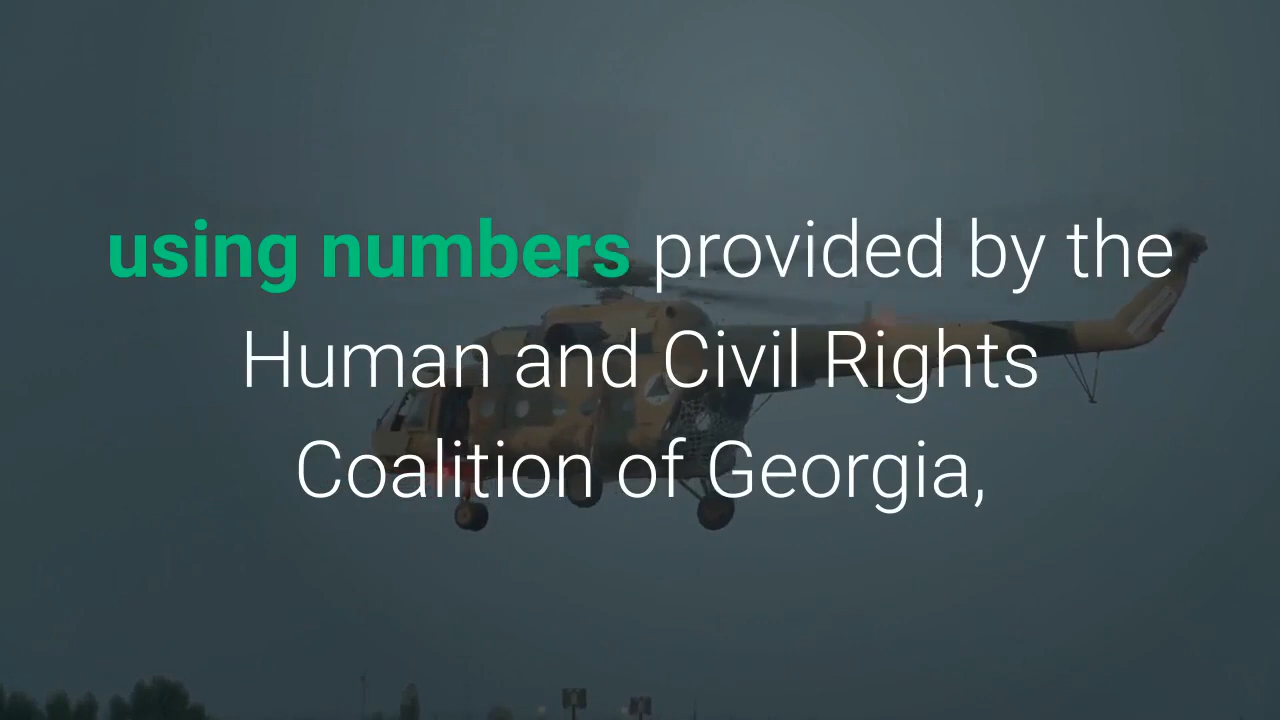 using numbers provided by the
Human and Civil Rights
Coalition of Georgia,